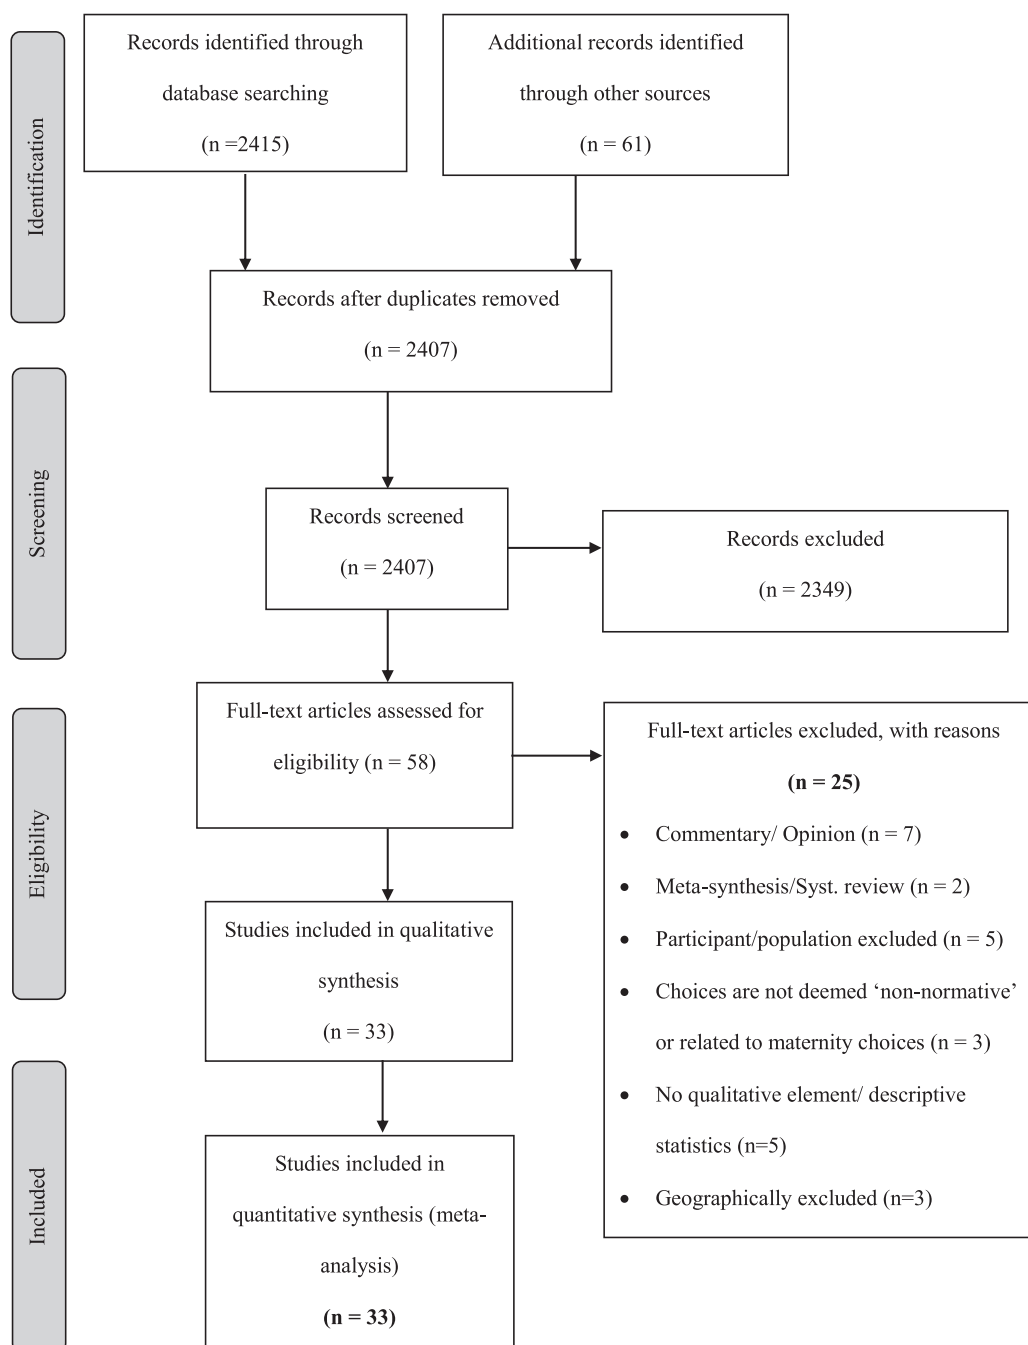 Identification
Records identified through
database searching
(n =2415)
Additional records identified
through other sources
(n = 61)
Records after duplicates removed
(n = 2407)
Screening
Records screened
(n = 2407)
Records excluded
(n = 2349)
Eligibility
Full-text articles assessed for
eligibility (n = 58)
Full-text articles excluded, with reasons
(n = 25)
• Commentary/ Opinion (n = 7)
• Meta-synthesis/Syst. review (n = 2)
• Participant/population excluded (n = 5)
• Choices are not deemed ‘non-normative’
or related to maternity choices (n = 3)
• No qualitative element/ descriptive
statistics (n=5)
• Geographically excluded (n=3)
Studies included in qualitative
synthesis
(n = 33)
Included
Studies included in
quantitative synthesis (meta-
analysis)
(n = 33)